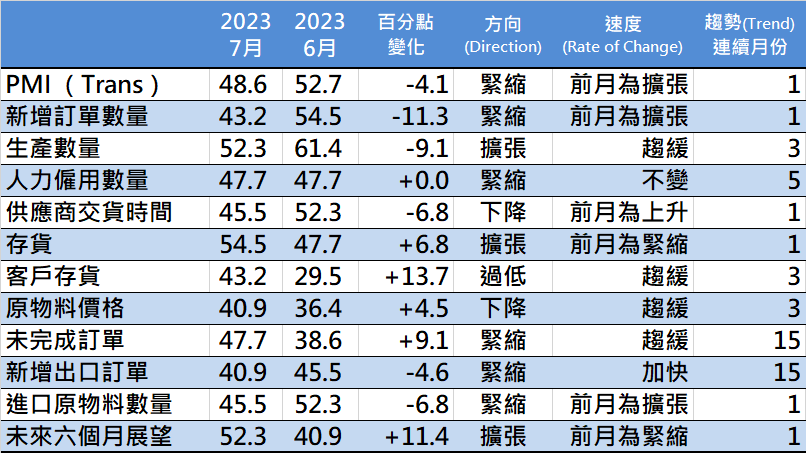 2023 7月 2023 6月 百分點 變化 方向 (Direction) 速度 (Rate of Change) 趨勢(Trend) 連續月份
PMI （Trans） 48.6 52.7 -4.1 緊縮 前月為擴張 1
新增訂單數量 43.2 54.5 -11.3 緊縮 前月為擴張 1
生產數量 52.3 61.4 -9.1 擴張 趨緩 3
人力僱用數量 47.7 47.7 +0.0 緊縮 不變 5
供應商交貨時間 45.5 52.3 -6.8 下降 前月為上升 1
存貨 54.5 47.7 +6.8 擴張 前月為緊縮 1
客戶存貨 43.2 29.5 +13.7 過低 趨緩 3
原物料價格 40.9 36.4 +4.5 下降 趨緩 3
未完成訂單 47.7 38.6 +9.1 緊縮 趨緩 15
新增出口訂單 40.9 45.5 -4.6 緊縮 加快 15
進口原物料數量 45.5 52.3 -6.8 緊縮 前月為擴張 1
未來六個月展望 52.3 40.9 +11.4 擴張 前月為緊縮 1